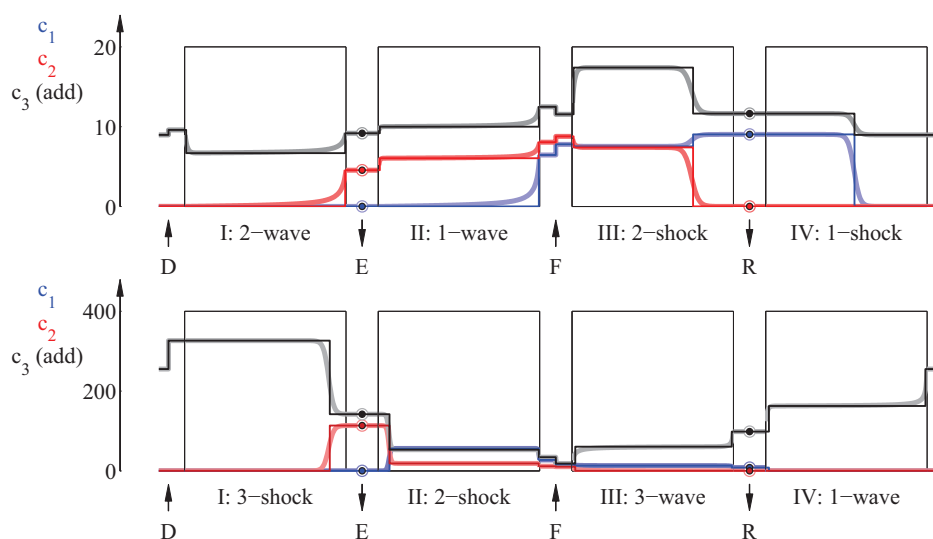 c1
c2
c3 (add)
20
10
0
I: 2−wave
II: 1−wave
III: 2−shock
IV: 1−shock
D
E
F
R
c1
c2
c3 (add)
400
200
0
I: 3−shock
II: 2−shock
III: 3−wave
IV: 1−wave
D
E
F
R